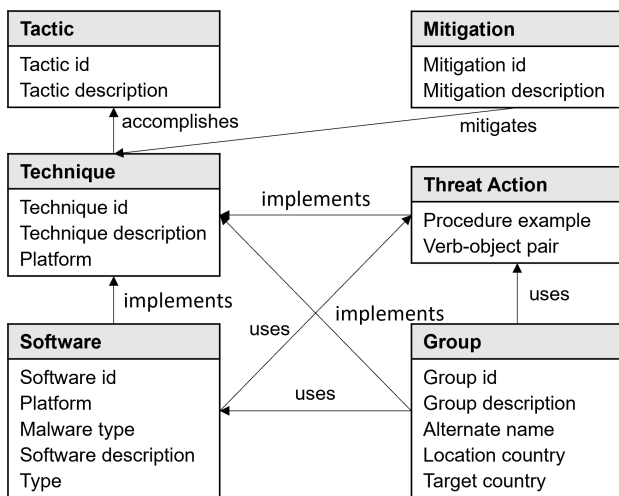 Tactic
Tactic id
Tactic description
Mitigation
Mitigation id
Mitigation description
accomplishes
mitigates
Technique
Technique id
Technique description
Platform
implements
Threat Action
Procedure example
Verb-object pair
implements
uses
implements
uses
Software
Software id
Platform
Malware type
Software description
Type
uses
Group
Group id
Group description
Alternate name
Location country
Target country